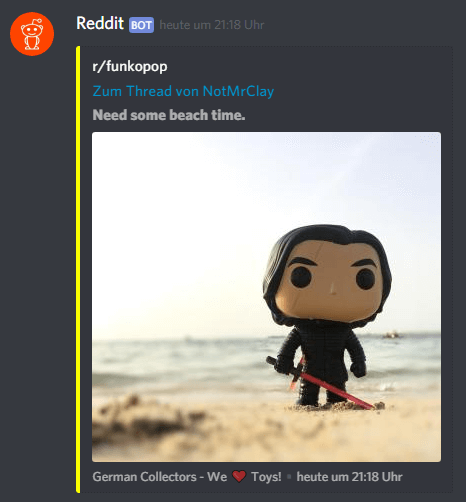 Reddit BOT heute um 21:18 Uhr
r/funkopop
Zum Thread von NotMrClay
Need some beach time.
German Collectors - We ❤ Toys! ▪ heute um 21:18 Uhr